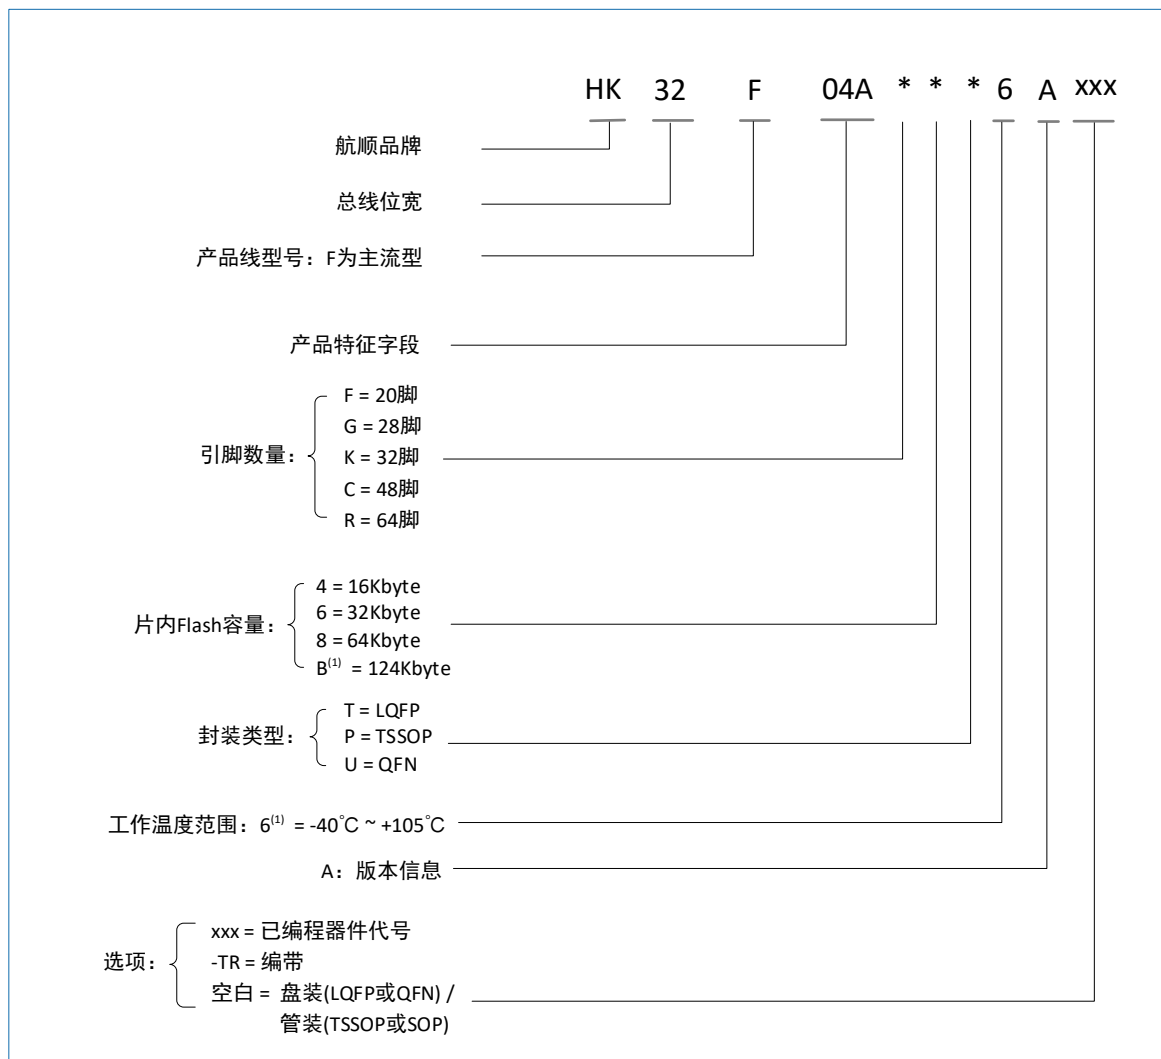 HK 32 F 04A * * * 6 A xxx
航顺品牌
总线位宽
产品线型号：F为主流型
产品特征字段
引脚数量：
F = 20脚
G = 28脚
K = 32脚
C = 48脚
R = 64脚
片内Flash容量：
4 = 16Kbyte
6 = 32Kbyte
8 = 64Kbyte
B(1) = 124Kbyte
封装类型：
T = LQFP
P = TSSOP
U = QFN
工作温度范围：6(1) = -40℃ ~ +105℃
A：版本信息
选项：
xxx = 已编程器件代号
-TR = 编带
空白 = 盘装(LQFP或QFN) /
管装(TSSOP或SOP)